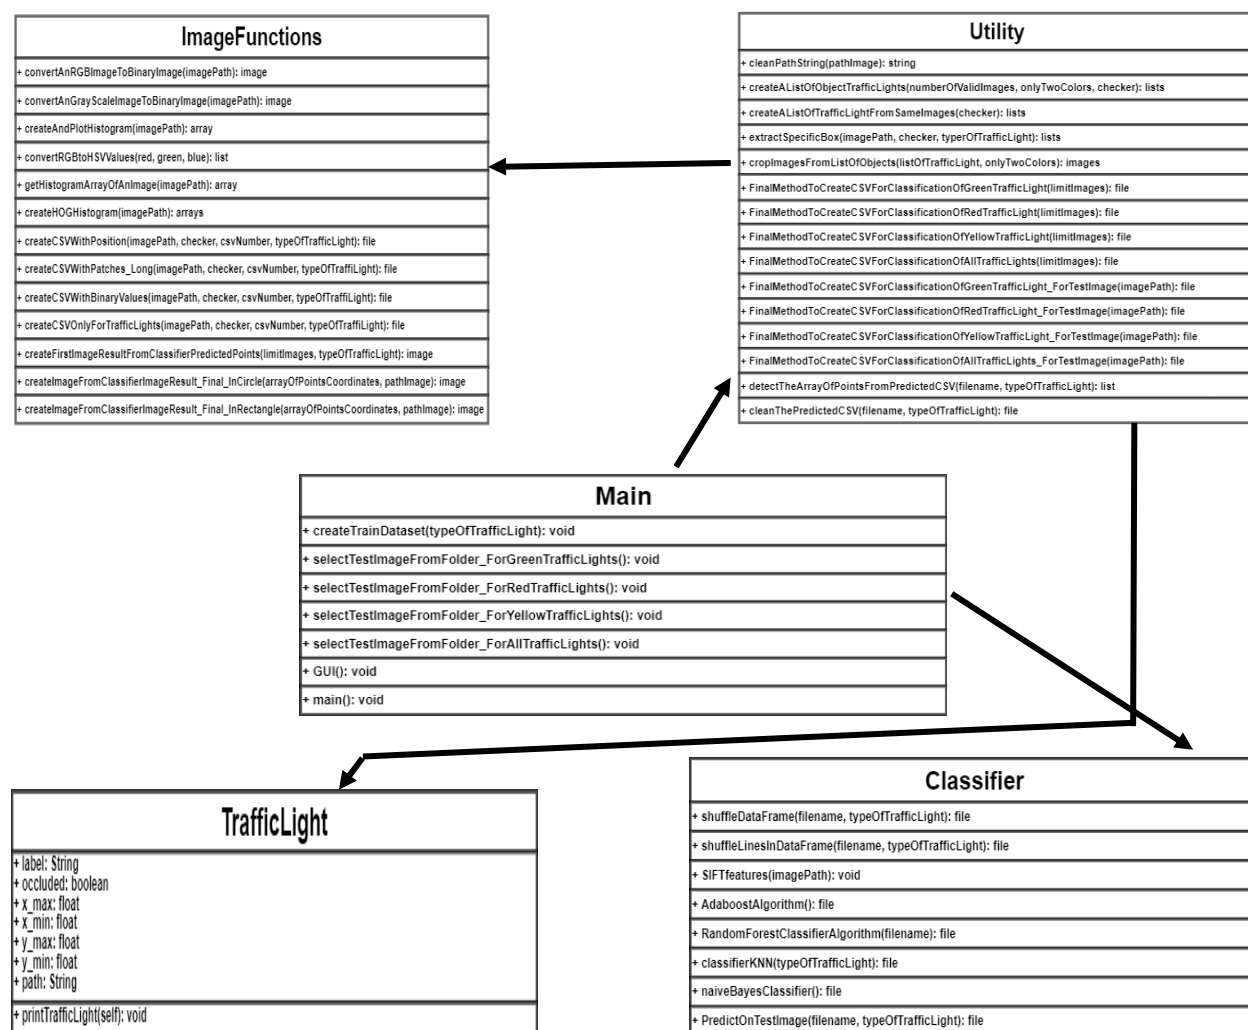 ImageFunctions
+ convertAnRGBImageToBinaryImage(imagePath): image
+ convertAnGrayScaleImageToBinaryImage(imagePath): image
+ createAndPlotHistogram(imagePath): array
+ convertRGBtoHSVValues(red, green, blue): list
+ getHistogramArrayOfAnImage(imagePath): array
+ createHOGHistogram(imagePath): arrays
+ createCSVWithPosition(imagePath, checker, csvNumber, typeOfTrafficLight): file
+ createCSVWithPatches_Long(imagePath, checker, csvNumber, typeOfTraffiLight): file
+ createCSVWithBinaryValues(imagePath, checker, csvNumber, typeOfTraffiLight): file
+ createCSVOnlyForTrafficLights(imagePath, checker, csvNumber, typeOfTraffiLight): file
+ createFirstImageResultFromClassifierPredictedPoints(limitImages, typeOfTrafficLight): image
+ createImageFromClassifierImageResult_Final_InCircle(arrayOfPointsCoordinates, pathImage): image
+ createImageFromClassifierImageResult_Final_InRectangle(arrayOfPointsCoordinates, pathImage): image
Utility
+ cleanPathString(pathImage): string
+ createAListOfObjectTrafficLights(numberOfValidImages, onlyTwoColors, checker): lists
+ createAListOfTrafficLightFromSameImages(checker): lists
+ extractSpecificBox(imagePath, checker, typerOfTrafficLight): lists
+ cropImagesFromListOfObjects(listOfTrafficLight, onlyTwoColors): images
+ FinalMethodToCreateCSVForClassificationOfGreenTrafficLight(limitImages): file
+ FinalMethodToCreateCSVForClassificationOfRedTrafficLight(limitImages): file
+ FinalMethodToCreateCSVForClassificationOfYellowTrafficLight(limitImages): file
+ FinalMethodToCreateCSVForClassificationOfAllTrafficLights(limitImages): file
+ FinalMethodToCreateCSVForClassificationOfGreenTrafficLight_ForTestImage(imagePath): file
+ FinalMethodToCreateCSVForClassificationOfRedTrafficLight_ForTestImage(imagePath): file
+ FinalMethodToCreateCSVForClassificationOfYellowTrafficLight_ForTestImage(imagePath): file
+ FinalMethodToCreateCSVForClassificationOfAllTrafficLights_ForTestImage(imagePath): file
+ detectTheArrayOfPointsFromPredictedCSV(filename, typeOfTrafficLight): list
+ cleanThePredictedCSV(filename, typeOfTrafficLight): file
Main
+ createTrainDataset(typeOfTrafficLight): void
+ selectTestImageFromFolder_ForGreenTrafficLights(): void
+ selectTestImageFromFolder_ForRedTrafficLights(): void
+ selectTestImageFromFolder_ForYellowTrafficLights(): void
+ selectTestImageFromFolder_ForAllTrafficLights(): void
+ GUI(): void
+ main(): void
TrafficLight
+ label: String
+ occluded: boolean
+ x_max: float
+ x_min: float
+ y_max: float
+ y_min: float
+ path: String
+ printTrafficLight(self): void
Classifier
+ shuffleDataFrame(filename, typeOfTrafficLight): file
+ shuffleLinesInDataFrame(filename, typeOfTrafficLight): file
+ SIFTfeatures(imagePath): void
+ AdaboostAlgorithm(): file
+ RandomForestClassifierAlgorithm(filename): file
+ classifierKNN(typeOfTrafficLight): file
+ naiveBayesClassifier(): file
+ PredictOnTestImage(filename, typeOfTrafficLight): file